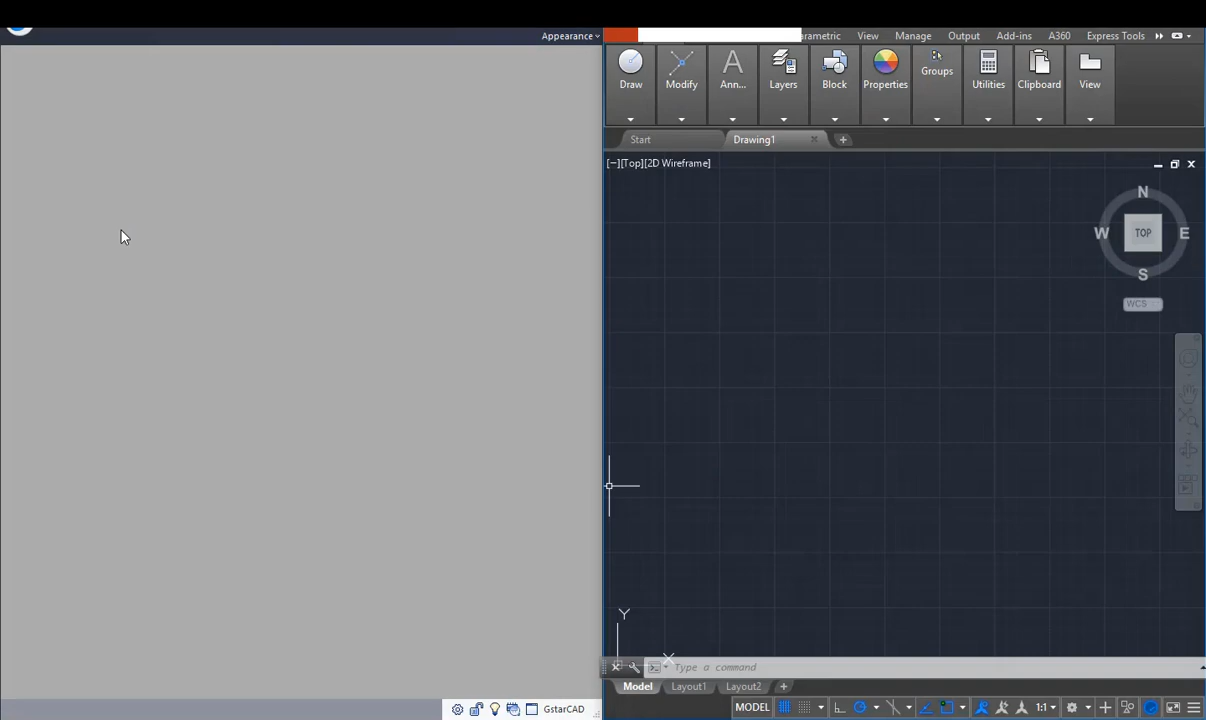 Appearance
arametric View Manage Output Add-ins A360 Express Tools
Draw Modify Ann... Layers Block Properties Groups Utilities Clipboard View
Start Drawing1
[−][Top][2D Wireframe]
N
W TOP E
S
WCS
Y
X
Type a command
Model Layout1 Layout2
GstarCAD
MODEL 1:1